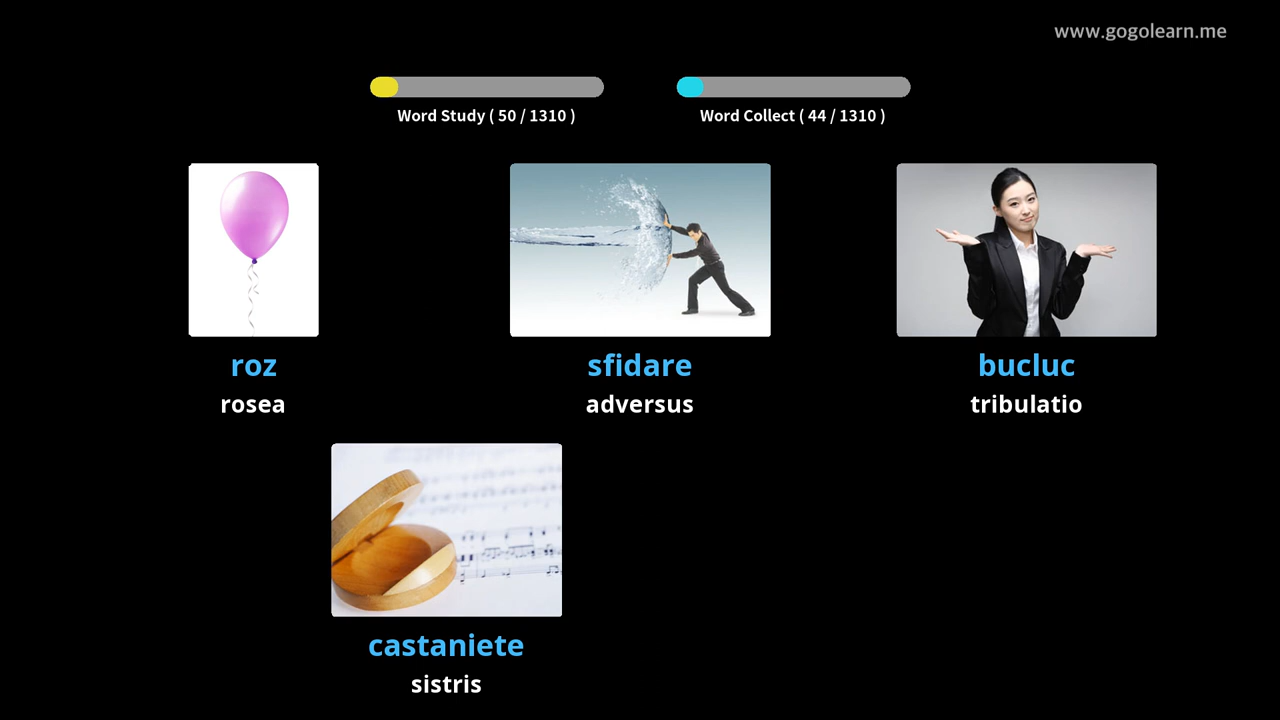 www.gogolearn.me
Word Study ( 50 / 1310 )
Word Collect ( 44 / 1310 )
roz
rosea
sfidare
adversus
bucluc
tribulatio
castaniete
sistris